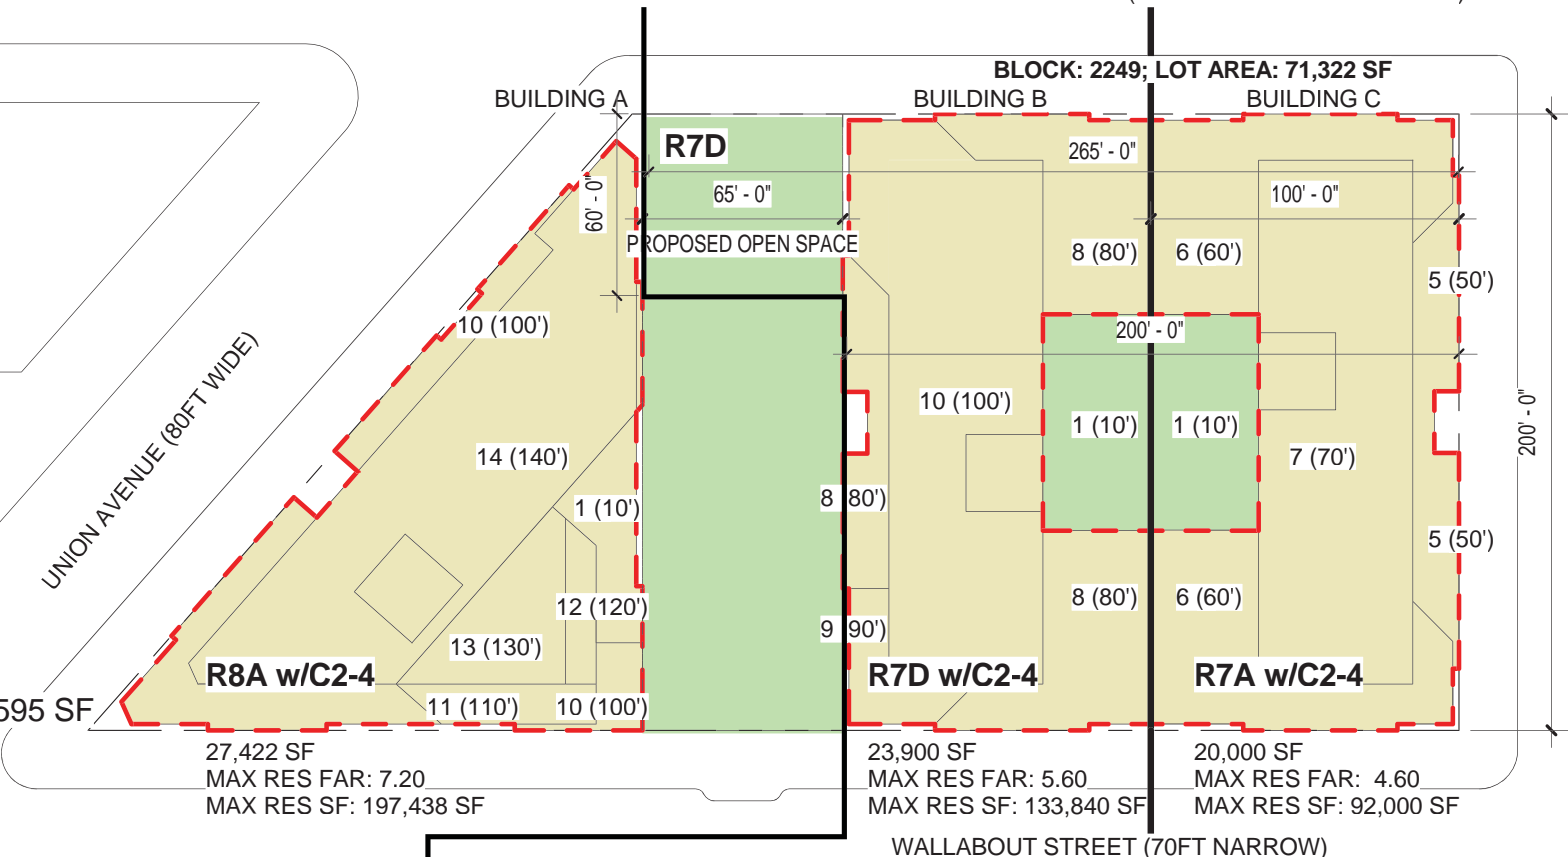 BLOCK: 2249; LOT AREA: 71,322 SF
BUILDING A
BUILDING B
BUILDING C
R7D
265' - 0"
65' - 0"
100' - 0"
60' - 0"
PROPOSED OPEN SPACE
8 (80')
6 (60')
5 (50')
10 (100')
200' - 0"
UNION AVENUE (80FT WIDE)
10 (100')
1 (10')
1 (10')
200' - 0"
14 (140')
7 (70')
8 (80')
1 (10')
5 (50')
12 (120')
8 (80')
6 (60')
9 (90')
13 (130')
R8A w/C2-4
R7D w/C2-4
R7A w/C2-4
595 SF
11 (110')
10 (100')
27,422 SF
MAX RES FAR: 7.20
MAX RES SF: 197,438 SF
23,900 SF
MAX RES FAR: 5.60
MAX RES SF: 133,840 SF
20,000 SF
MAX RES FAR: 4.60
MAX RES SF: 92,000 SF
WALLABOUT STREET (70FT NARROW)